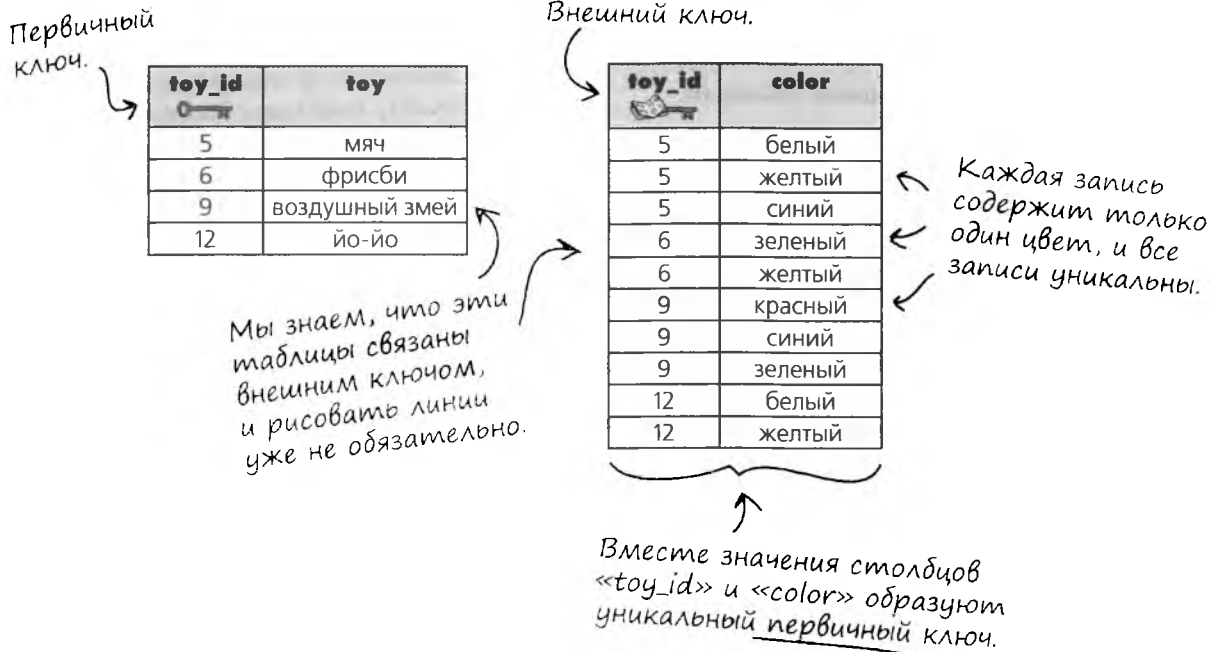 Первичный
ключ.
toy_id toy
5 мяч
6 фрисби
9 воздушный змей
12 йо-йо
Мы знаем, что эти
таблицы связаны
внешним ключом,
и рисовать линии
уже не обязательно.
Внешний ключ.
toy_id color
5 белый
5 желтый
5 синий
6 зеленый
6 желтый
9 красный
9 синий
9 зеленый
12 белый
12 желтый
Каждая запись
содержит только
один цвет, и все
записи уникальны.
Вместе значения столбцов
«toy_id» и «color» образуют
уникальный первичный ключ.